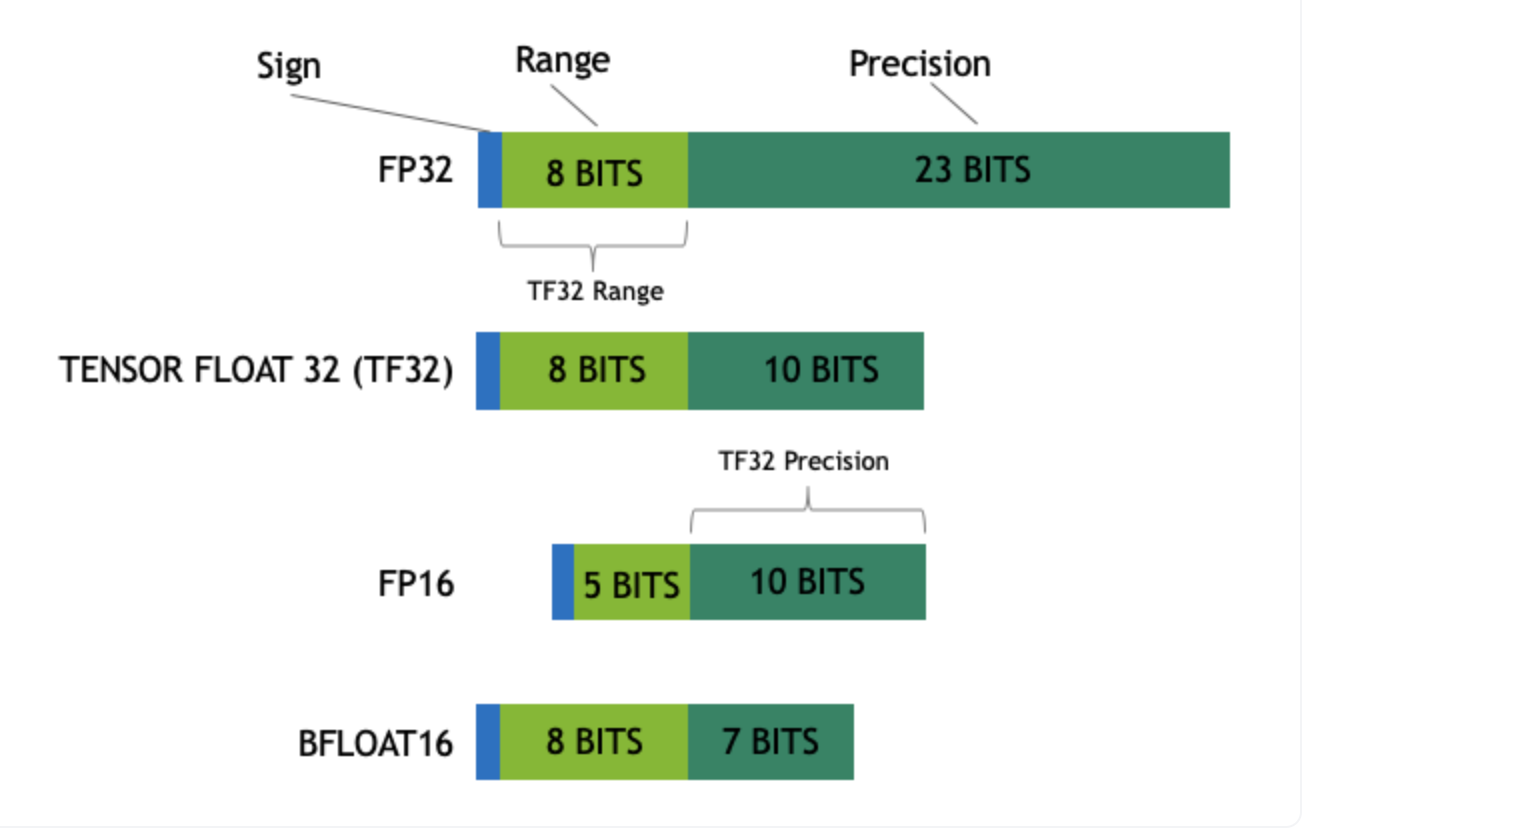 Sign
Range
Precision
FP32
8 BITS
23 BITS
TF32 Range
TENSOR FLOAT 32 (TF32)
8 BITS
10 BITS
TF32 Precision
FP16
5 BITS
10 BITS
BFLOAT16
8 BITS
7 BITS